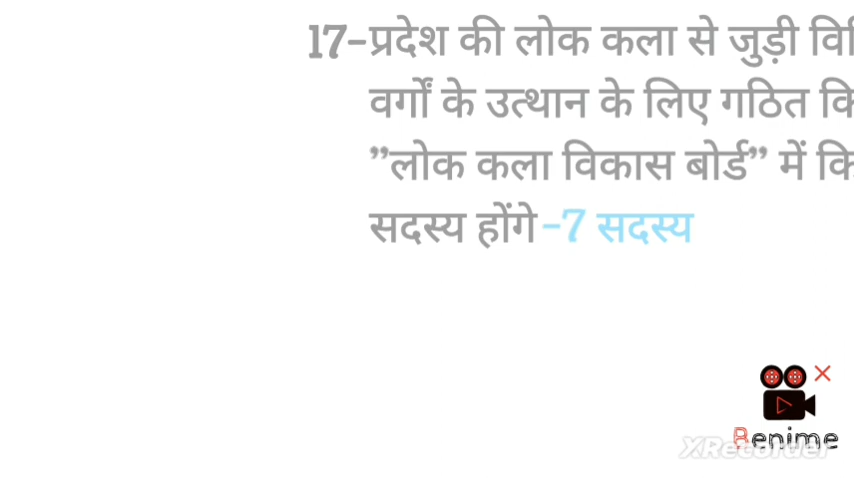 17-प्रदेश की लोक कला से जुड़ी
वर्गों के उत्थान के लिए गठित
”लोक कला विकास बोर्ड” में
सदस्य होंगे -7 सदस्य
Renime
XRecorder